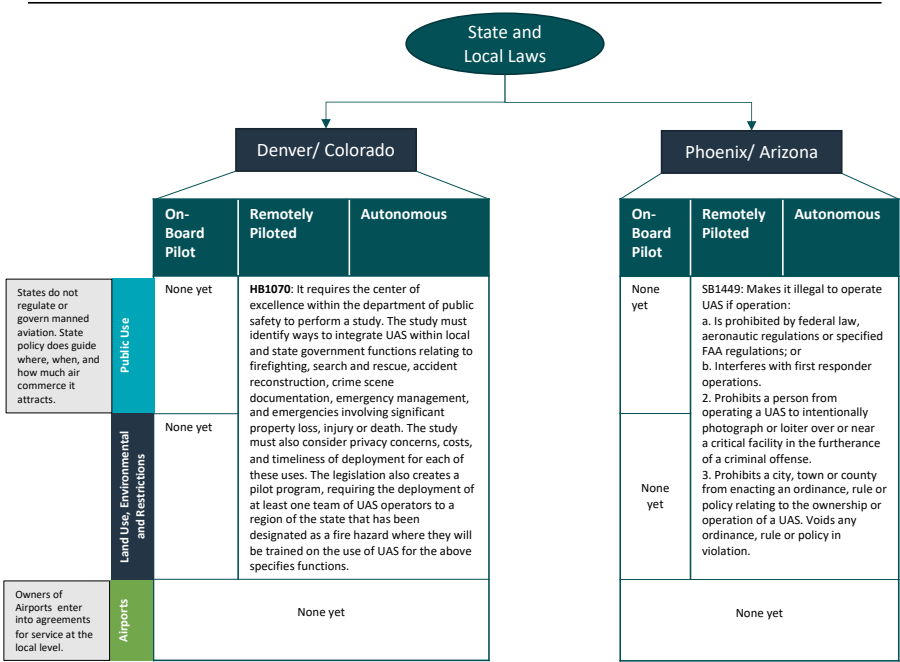 State and
Local Laws
Denver/ Colorado
Phoenix/ Arizona
On-
Board
Pilot
Remotely
Piloted
Autonomous
On-
Board
Pilot
Remotely
Piloted
Autonomous
States do not
regulate or
govern manned
aviation. State
policy does guide
where, when, and
how much air
commerce it
attracts.
Public Use
None yet
HB1070: It requires the center of
excellence within the department of public
safety to perform a study. The study must
identify ways to integrate UAS within local
and state government functions relating to
firefighting, search and rescue, accident
reconstruction, crime scene
documentation, emergency management,
and emergencies involving significant
property loss, injury or death. The study
must also consider privacy concerns, costs,
and timeliness of deployment for each of
these uses. The legislation also creates a
pilot program, requiring the deployment of
at least one team of UAS operators to a
region of the state that has been
designated as a fire hazard where they will
be trained on the use of UAS for the above
specifies functions.
None
yet
SB1449: Makes it illegal to operate
UAS if operation:
a. Is prohibited by federal law,
aeronautic regulations or specified
FAA regulations; or
b. Interferes with first responder
operations.
2. Prohibits a person from
operating a UAS to intentionally
photograph or loiter over or near
a critical facility in the furtherance
of a criminal offense.
3. Prohibits a city, town or county
from enacting an ordinance, rule or
policy relating to the ownership or
operation of a UAS. Voids any
ordinance, rule or policy in
violation.
Land Use, Environmental
and Restrictions
None yet
None
yet
Owners of
Airports enter
into agreements
for service at the
local level.
Airports
None yet
None yet